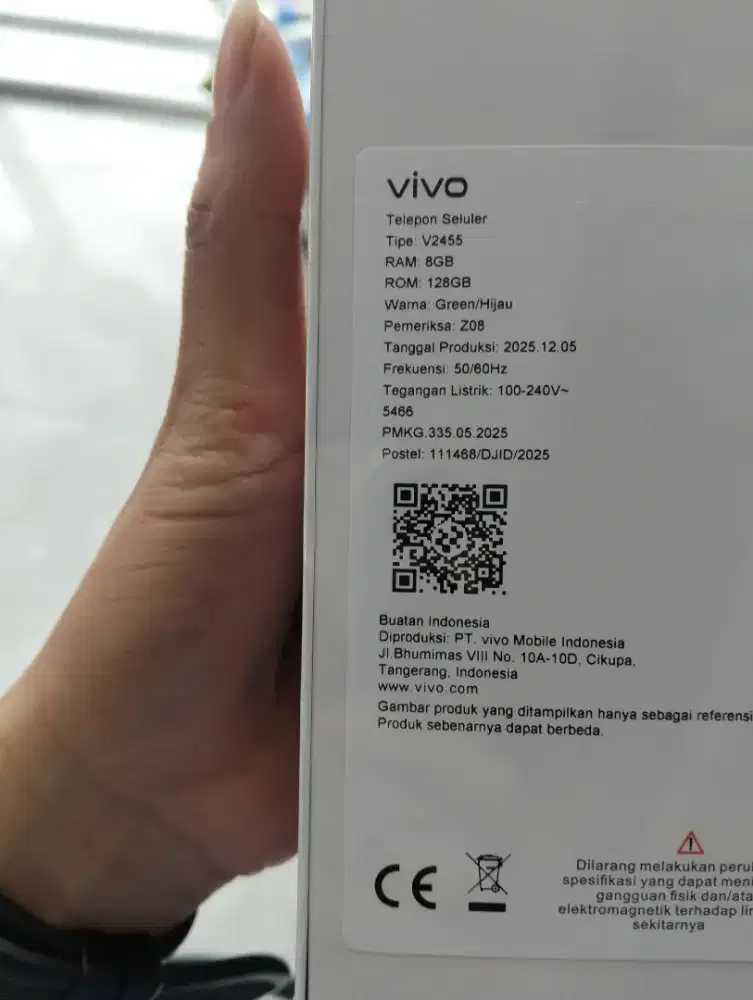 vivo
Telepon Seluler
Tipe: V2455
RAM: 8GB
ROM: 128GB
Warna: Green/Hijau
Pemeriksa: Z08
Tanggal Produksi: 2025.12.05
Frekuensi: 50/60Hz
Tegangan Listrik: 100-240V~
5466
PMKG.335.05.2025
Postel: 111468/DJID/2025
Buatan Indonesia
Diproduksi: PT. vivo Mobile Indonesia
Jl.Bhumimas VIII No. 10A-10D, Cikupa,
Tangerang, Indonesia
www.vivo.com
Gambar produk yang ditampilkan hanya sebagai referensi
Produk sebenarnya dapat berbeda.
CE
Dilarang melakukan
spesifikasi yang dapat
gangguan fisik
elektromagnetik terhadap
sekitarnya